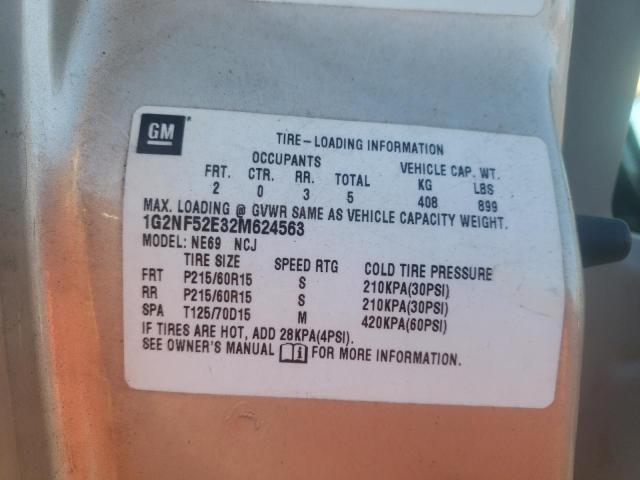 GM
TIRE-LOADING INFORMATION
OCCUPANTS VEHICLE CAP. WT.
FRT. CTR. RR. TOTAL KG LBS
2 0 3 5 408 899
MAX. LOADING @ GVWR SAME AS VEHICLE CAPACITY WEIGHT.
1G2NF52E32M624563
MODEL: NE69 NCJ
TIRE SIZE SPEED RTG COLD TIRE PRESSURE
FRT P215/60R15 S 210KPA(30PSI)
RR P215/60R15 S 210KPA(30PSI)
SPA T125/70D15 M 420KPA(60PSI)
IF TIRES ARE HOT, ADD 28KPA(4PSI).
SEE OWNER'S MANUAL FOR MORE INFORMATION.